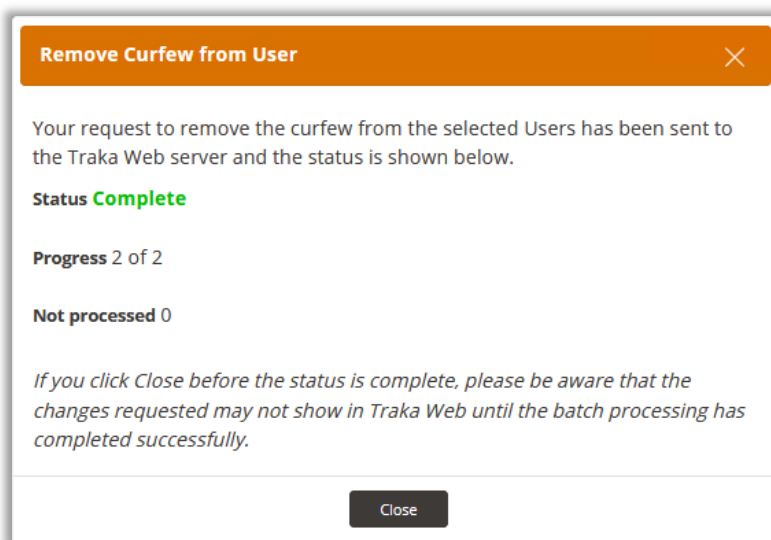 Remove Curfew from User
Your request to remove the curfew from the selected Users has been sent to
the Traka Web server and the status is shown below.
Status Complete
Progress 2 of 2
Not processed 0
If you click Close before the status is complete, please be aware that the
changes requested may not show in Traka Web until the batch processing has
completed successfully.
Close